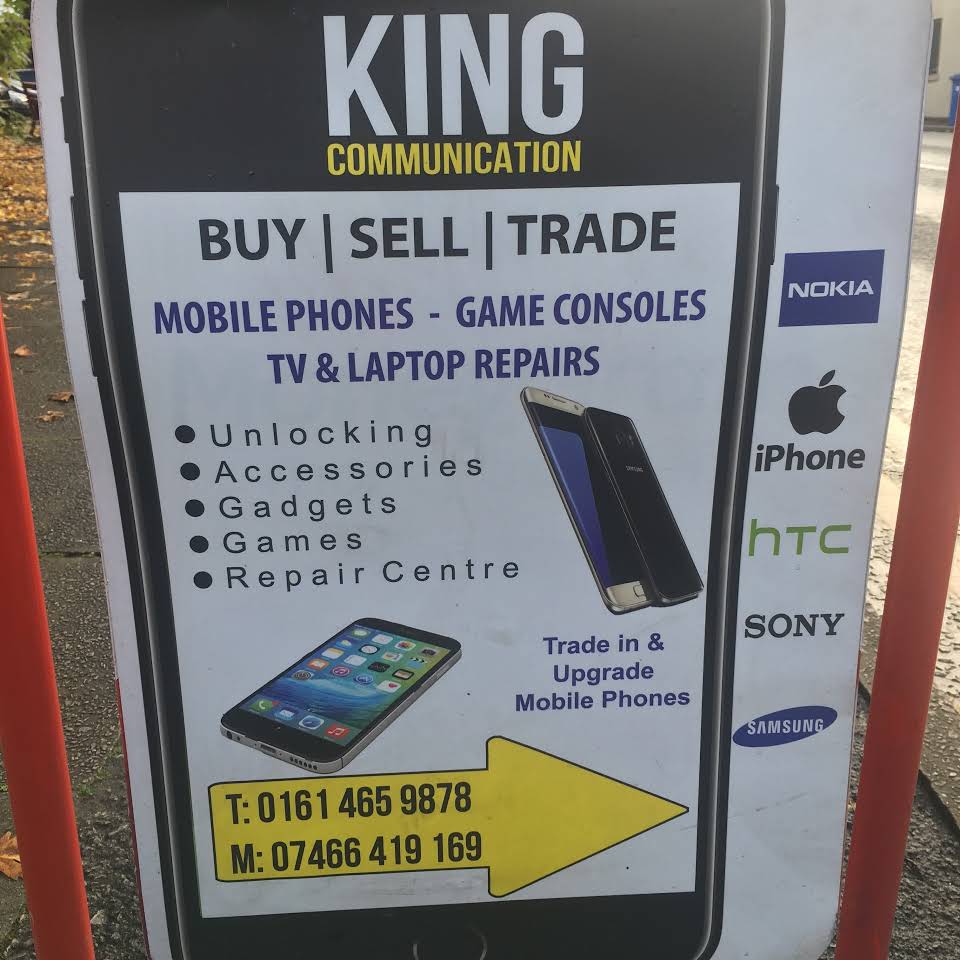 KING
COMMUNICATION
BUY | SELL | TRADE
MOBILE PHONES - GAME CONSOLES
TV & LAPTOP REPAIRS
● Unlocking
● Accessories
● Gadgets
● Games
● Repair Centre
SAMSUNG
Trade in &
Upgrade
Mobile Phones
T: 0161 465 9878
M: 07466 419 169
NOKIA
iPhone
hTC
SONY
SAMSUNG